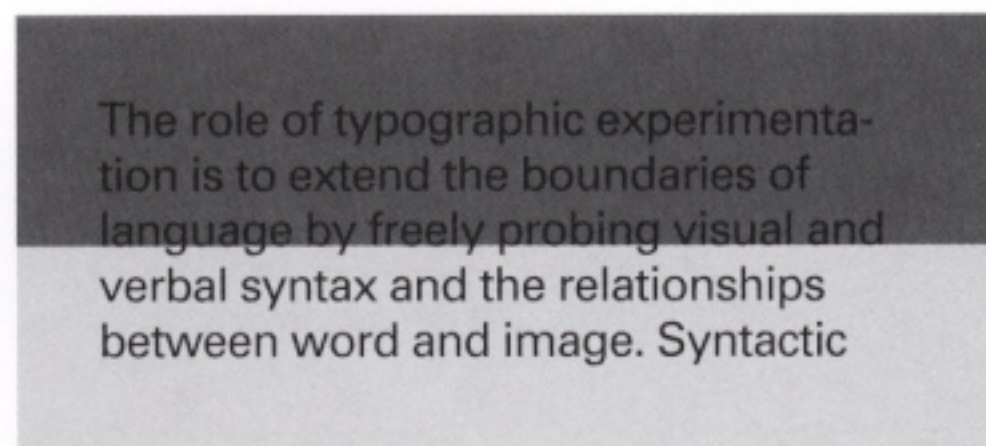 The role of typographic experimenta-
tion is to extend the boundaries of
language by freely probing visual and
verbal syntax and the relationships
between word and image. Syntactic